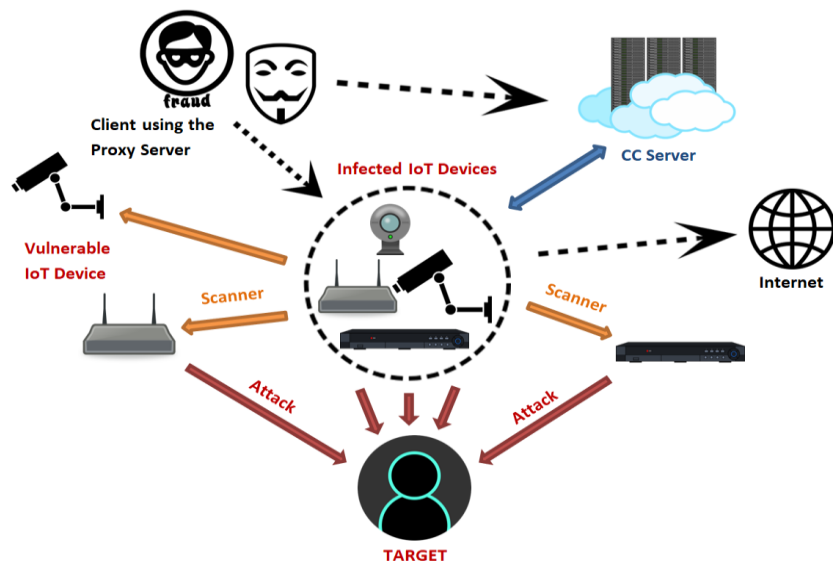 fraud
Client using the
Proxy Server
CC Server
Infected IoT Devices
Vulnerable
IoT Device
Internet
Scanner
Scanner
Attack
Attack
TARGET